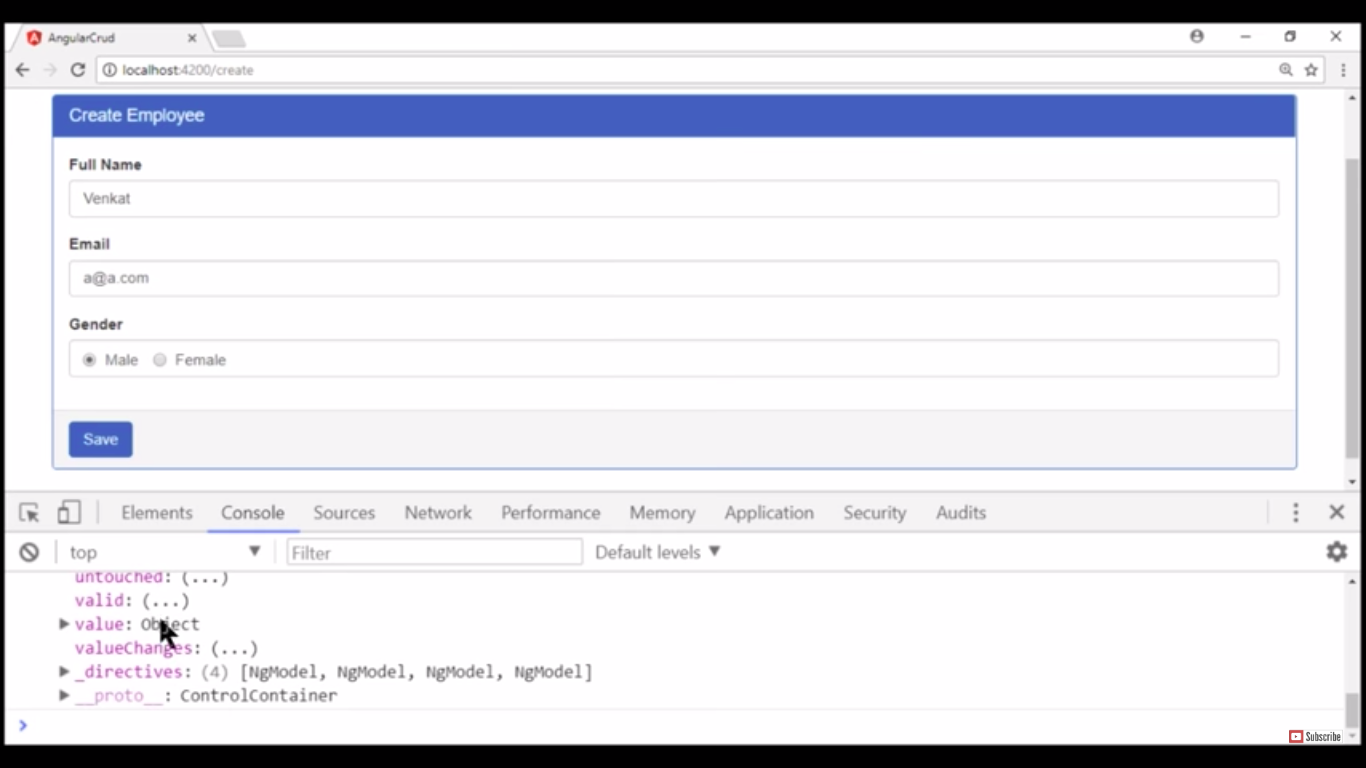 AngularCrud
localhost:4200/create
Create Employee
Full Name
Venkat
Email
a@a.com
Gender
Male Female
Save
Elements Console Sources Network Performance Memory Application Security Audits
top Filter Default levels
untouched: (...)
valid: (...)
value: Object
valueChanges: (...)
_directives: (4) [NgModel, NgModel, NgModel, NgModel]
__proto__: ControlContainer
Subscribe